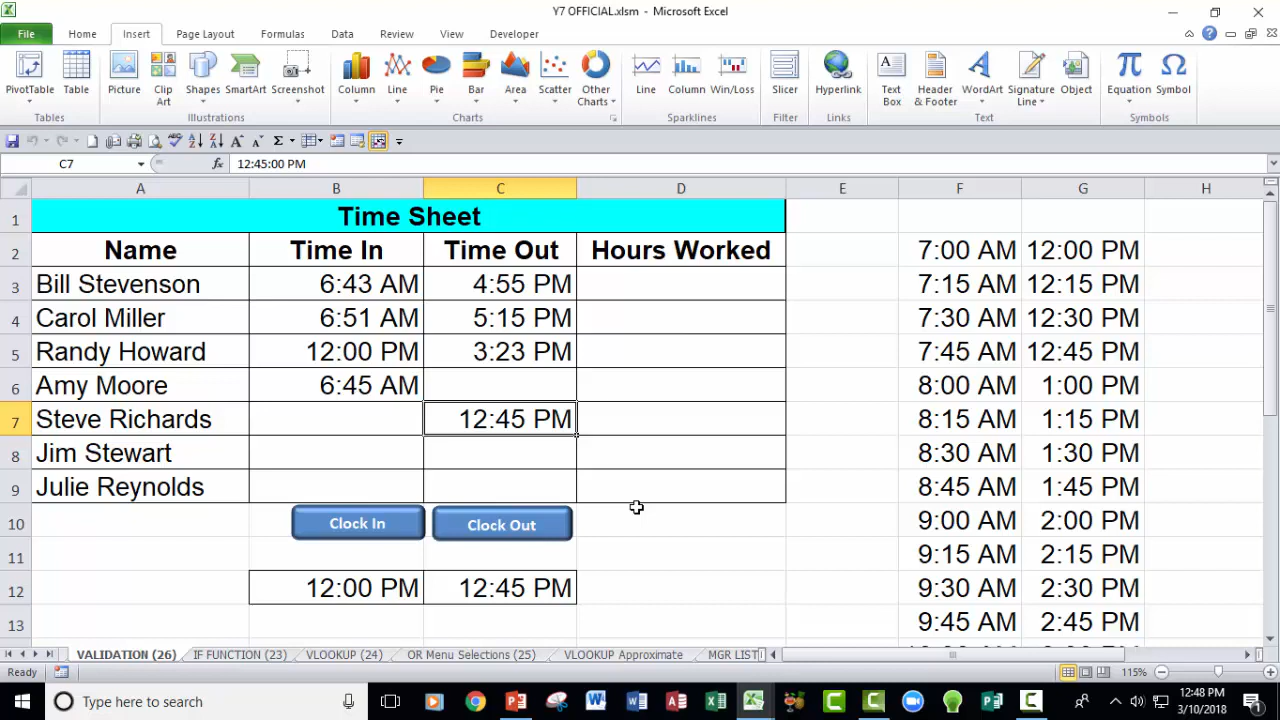 Y7 OFFICIAL.xlsm - Microsoft Excel
File Home Insert Page Layout Formulas Data Review View Developer
PivotTable Table Picture Clip Art Shapes SmartArt Screenshot Column Line Pie Bar Area Scatter Other Charts Line Column Win/Loss Slicer Hyperlink Text Box Header & Footer WordArt Signature Line Object Equation Symbol
Tables Illustrations Charts Sparklines Filter Links Text Symbols
C7 fx 12:45:00 PM
A B C D E F G H
1 Time Sheet
2 Name Time In Time Out Hours Worked 7:00 AM 12:00 PM
3 Bill Stevenson 6:43 AM 4:55 PM 7:15 AM 12:15 PM
4 Carol Miller 6:51 AM 5:15 PM 7:30 AM 12:30 PM
5 Randy Howard 12:00 PM 3:23 PM 7:45 AM 12:45 PM
6 Amy Moore 6:45 AM 8:00 AM 1:00 PM
7 Steve Richards 12:45 PM 8:15 AM 1:15 PM
8 Jim Stewart 8:30 AM 1:30 PM
9 Julie Reynolds 8:45 AM 1:45 PM
10 Clock In Clock Out 9:00 AM 2:00 PM
11 9:15 AM 2:15 PM
12 12:00 PM 12:45 PM 9:30 AM 2:30 PM
13 9:45 AM 2:45 PM
VALIDATION (26) IF FUNCTION (23) VLOOKUP (24) OR Menu Selections (25) VLOOKUP Approximate MGR LIST
Ready 115%
Type here to search 12:48 PM
3/10/2018